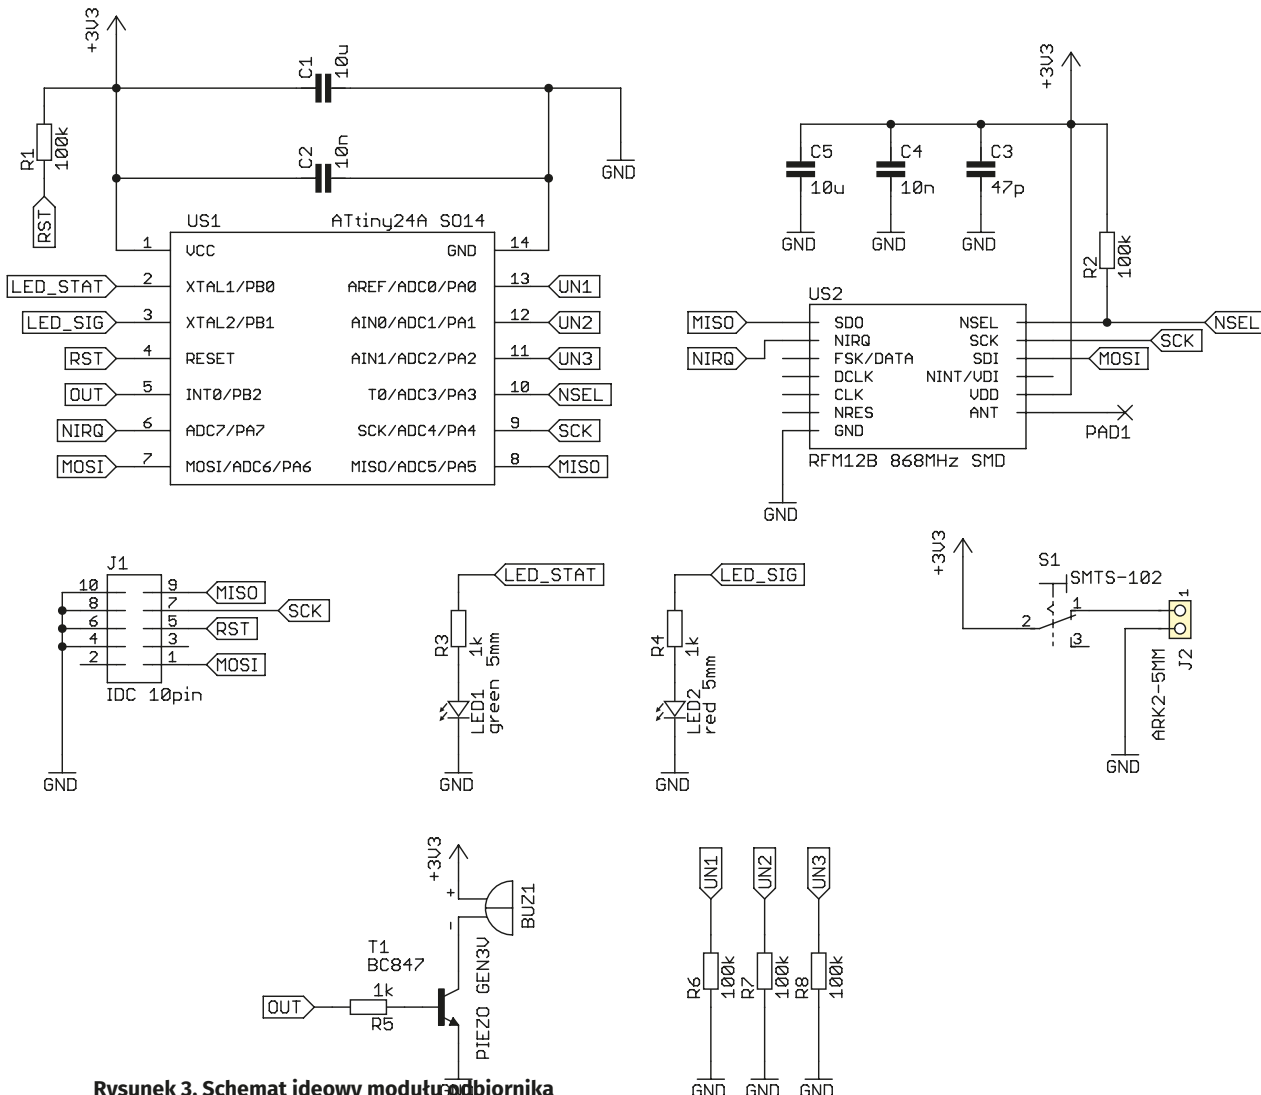 +3V3
C1
10u
R1
100k
C2
10n
GND
RST
US1
ATtiny24A SO14
1
VCC
GND
14
LED_STAT
2
XTAL1/PB0
AREF/ADC0/PA0
13
UN1
LED_SIG
3
XTAL2/PB1
AIN0/ADC1/PA1
12
UN2
RST
4
RESET
AIN1/ADC2/PA2
11
UN3
OUT
5
INT0/PB2
T0/ADC3/PA3
10
NSEL
NIRQ
6
ADC7/PA7
SCK/ADC4/PA4
9
SCK
MOSI
7
MOSI/ADC6/PA6
MISO/ADC5/PA5
8
MISO
+3V3
C5
10u
C4
10n
C3
47p
GND
GND
GND
R2
100k
US2
MISO
SDO
NSEL
NSEL
NIRQ
NIRQ
SCK
SCK
FSK/DATA
SDI
MOSI
DCLK
NINT/VDI
CLK
VDD
NRES
ANT
PAD1
GND
RFM12B 868MHz SMD
GND
J1
10
9
MISO
8
7
SCK
6
5
RST
4
3
2
1
MOSI
IDC 10pin
GND
LED_STAT
R3
1k
LED1
green 5mm
GND
LED_SIG
R4
1k
LED2
red 5mm
GND
+3V3
S1
SMTS-102
2
1
3
1
J2
ARK2-5MM
GND
+3V3
+
-
BUZ1
PIEZO GEN3V
T1
BC847
OUT
1k
R5
GND
UN1
UN2
UN3
R6
100k
R7
100k
R8
100k
GND
GND
GND
Rysunek 3. Schemat ideowy modułu odbiornika